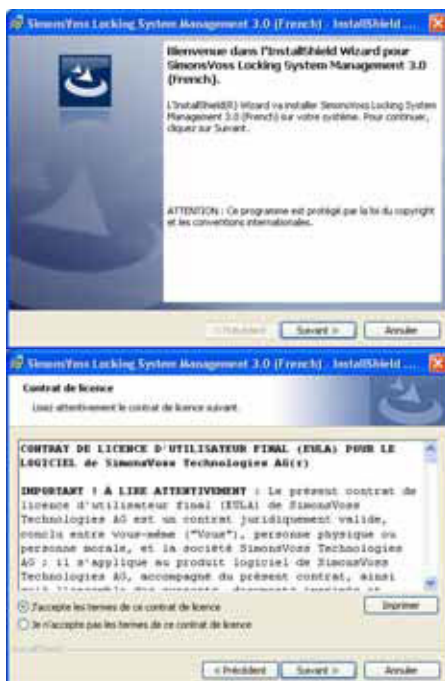 SimonsVoss Locking System Management 3.0 (French) - InstallShield ....
Bienvenue dans l'InstallShield Wizard pour
SimonsVoss Locking System Management 3.0
(French).
L'InstallShield(R) Wizard va installer SimonsVoss Locking System
Management 3.0 (French) sur votre système. Pour continuer,
cliquez sur Suivant.
ATTENTION : Ce programme est protégé par la loi du copyright
et les conventions internationales.
< Précédent Suivant > Annuler
SimonsVoss Locking System Management 3.0 (French) - InstallShield ....
Contrat de licence
Lisez attentivement le contrat de licence suivant.
CONTRAT DE LICENCE D'UTILISATEUR FINAL (EULA) POUR LE
LOGICIEL de SimonsVoss Technologies AG(r)
IMPORTANT ! A LIRE ATTENTIVEMENT : Le présent contrat de
licence d'utilisateur final (EULA) de SimonsVoss
Technologies AG est un contrat juridiquement valide,
conclu entre vous-même ("Vous"), personne physique ou
personne morale, et la société SimonsVoss Technologies
AG ; il s'applique au produit logiciel de SimonsVoss
Technologies AG, accompagné du présent contrat, ainsi
J'accepte les termes de ce contrat de licence
Imprimer
Je n'accepte pas les termes de ce contrat de licence
InstallShield
< Précédent Suivant > Annuler